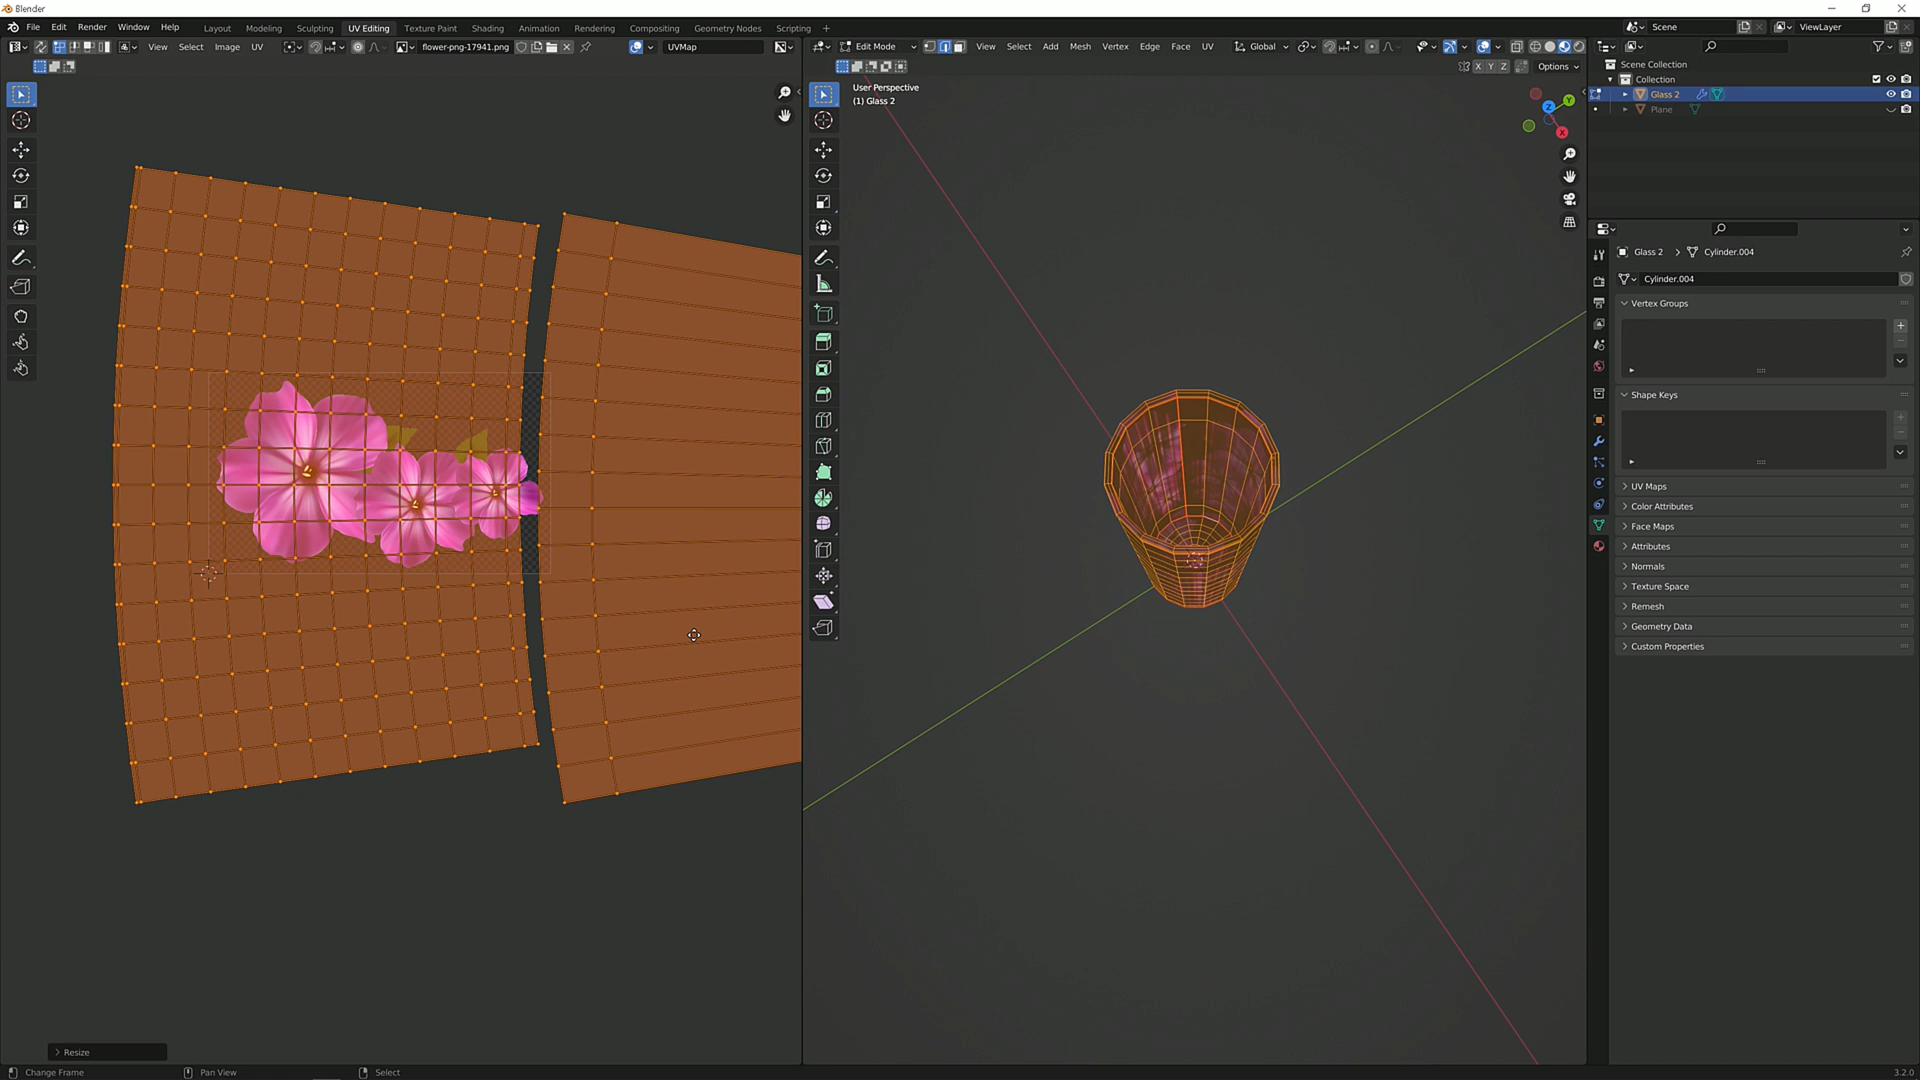 Blender
File Edit Render Window Help Layout Modeling Sculpting UV Editing Texture Paint Shading Animation Rendering Compositing Geometry Nodes Scripting + Scene ViewLayer
View Select Image UV flower-png-17941.png UVMap Edit Mode View Select Add Mesh Vertex Edge Face UV Global
X Y Z Options
Scene Collection
Collection
Glass 2
Plane
User Perspective
(1) Glass 2
Z Y X
Glass 2 > Cylinder.004
Cylinder.004
Vertex Groups
Shape Keys
UV Maps
Color Attributes
Face Maps
Attributes
Normals
Texture Space
Remesh
Geometry Data
Custom Properties
> Resize
Change Frame Pan View Select 3.2.0